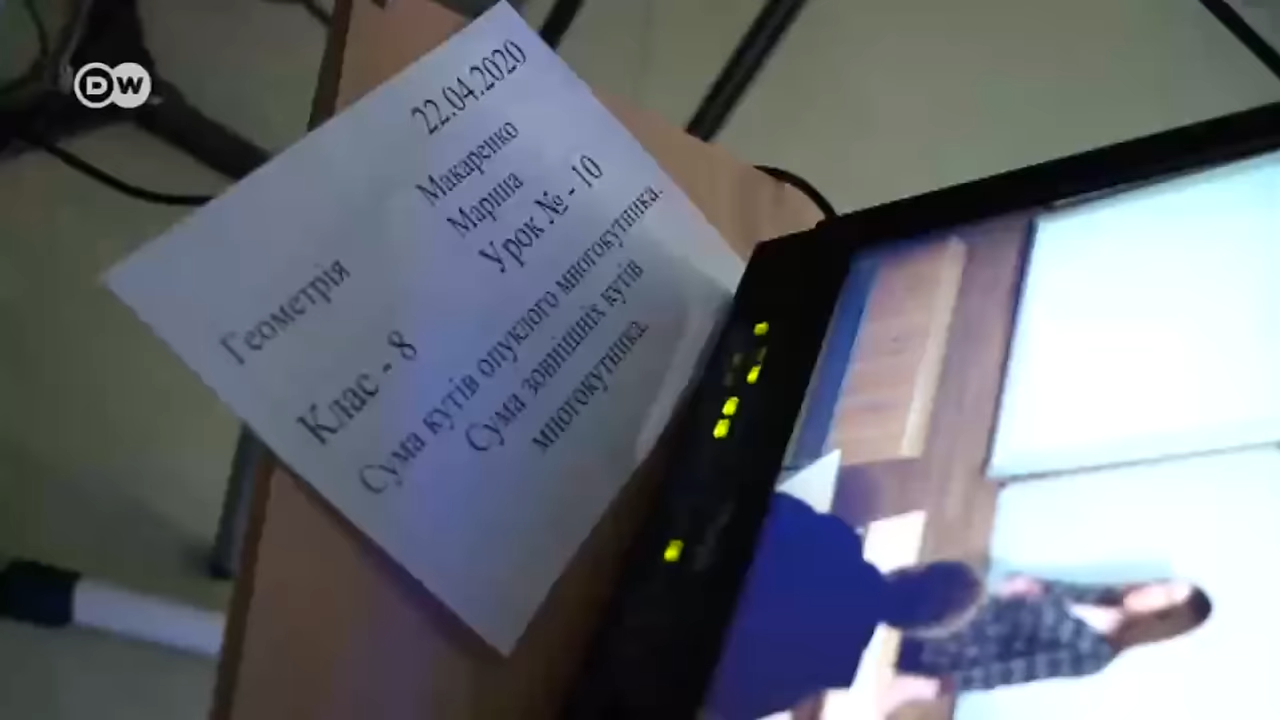 DW
22.04.2020
Макаренко
Марина
Урок № - 10
Геометрія
Клас - 8
Сума кутів опуклого многокутника.
Сума зовнішніх кутів
многокутника.